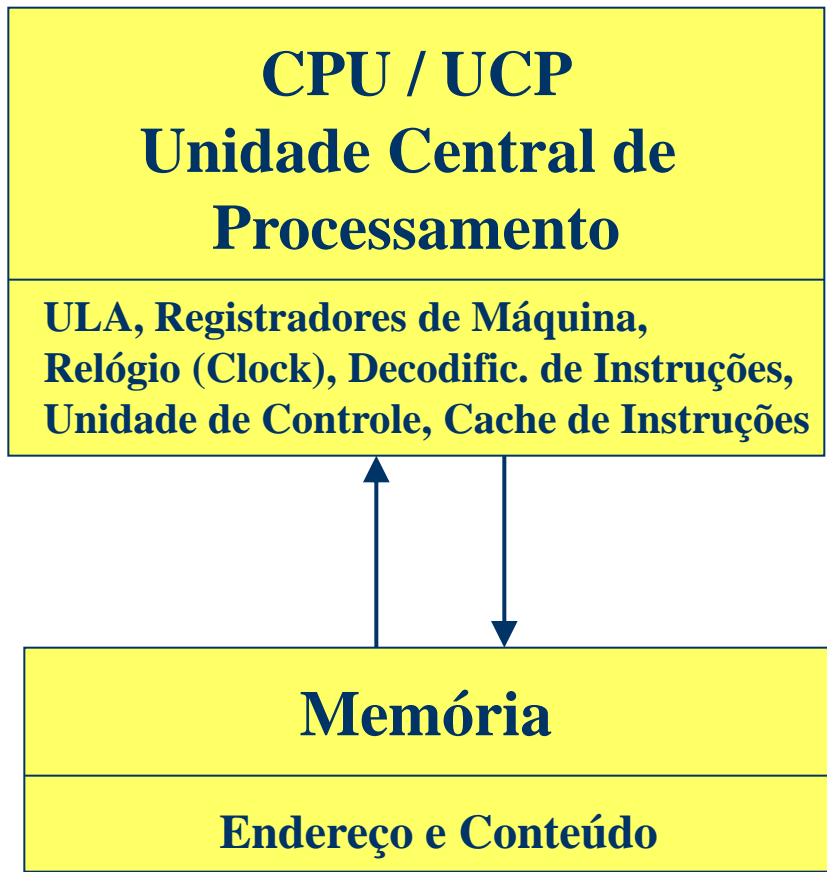 CPU / UCP
Unidade Central de
Processamento
ULA, Registradores de Máquina,
Relógio (Clock), Decodific. de Instruções,
Unidade de Controle, Cache de Instruções
Memória
Endereço e Conteúdo